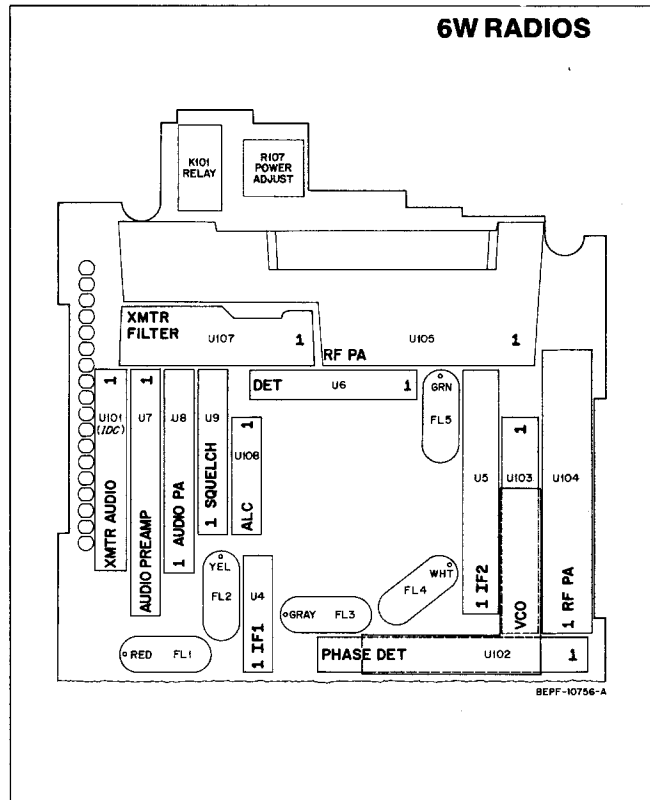 6W RADIOS
K101
RELAY
R107
POWER
ADJUST
XMTR
FILTER
U107
1
RF PA
U105
1
DET
U6
1
GRN
FL5
1
U101
(IDC)
XMTR AUDIO
1
U7
AUDIO PREAMP
U8
1 AUDIO PA
U9
1 SQUELCH
1
U108
ALC
U5
1 IF2
1
U103
VCO
U104
1 RF PA
YEL
FL2
U4
1 IF1
GRAY FL3
WHT
FL4
RED FL1
PHASE DET U102 1
BEPF-10756-A